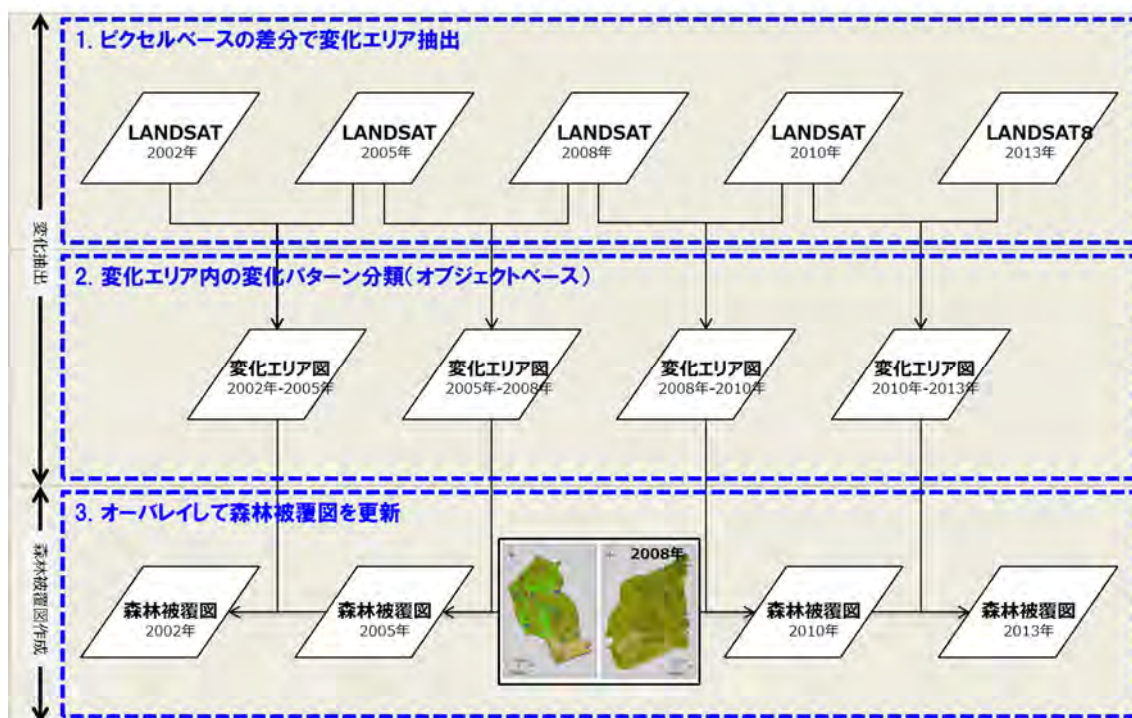 1. ピクセルベースの差分で変化エリア抽出
LANDSAT
2002年
LANDSAT
2005年
LANDSAT
2008年
LANDSAT
2010年
LANDSAT8
2013年
変化抽出
2. 変化エリア内の変化パターン分類(オブジェクトベース)
変化エリア図
2002年-2005年
変化エリア図
2005年-2008年
変化エリア図
2008年-2010年
変化エリア図
2010年-2013年
森林被覆図作成
3. オーバレイして森林被覆図を更新
森林被覆図
2002年
森林被覆図
2005年
2008年
森林被覆図
2010年
森林被覆図
2013年